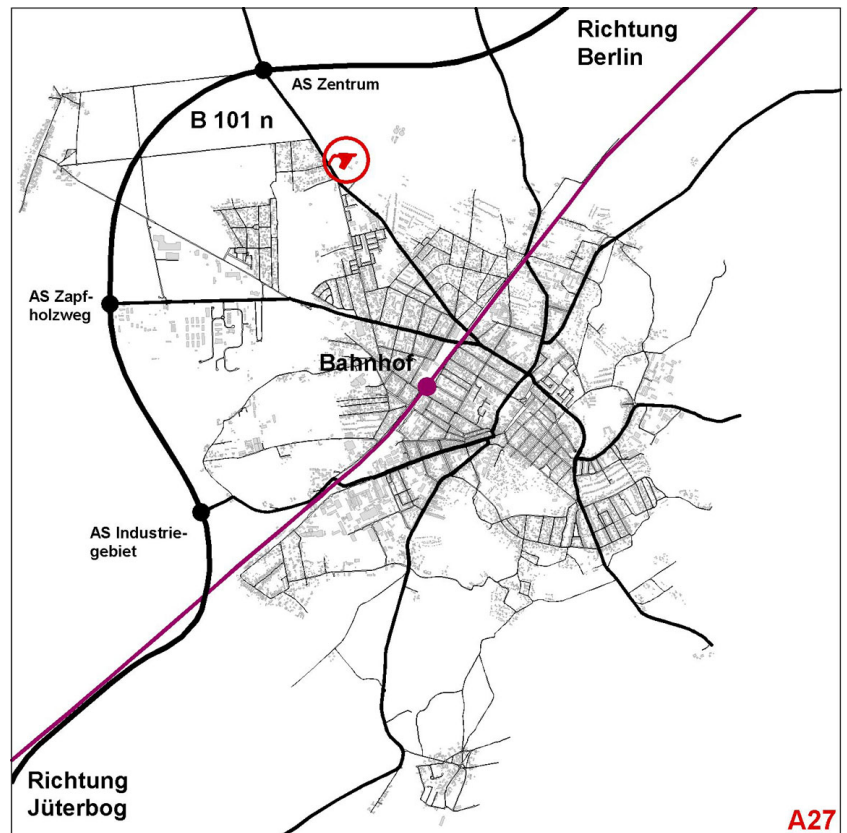 Richtung
Berlin
AS Zentrum
B 101 n
AS Zapf-
holzweg
Bahnhof
AS Industrie-
gebiet
Richtung
Jüterbog
A27